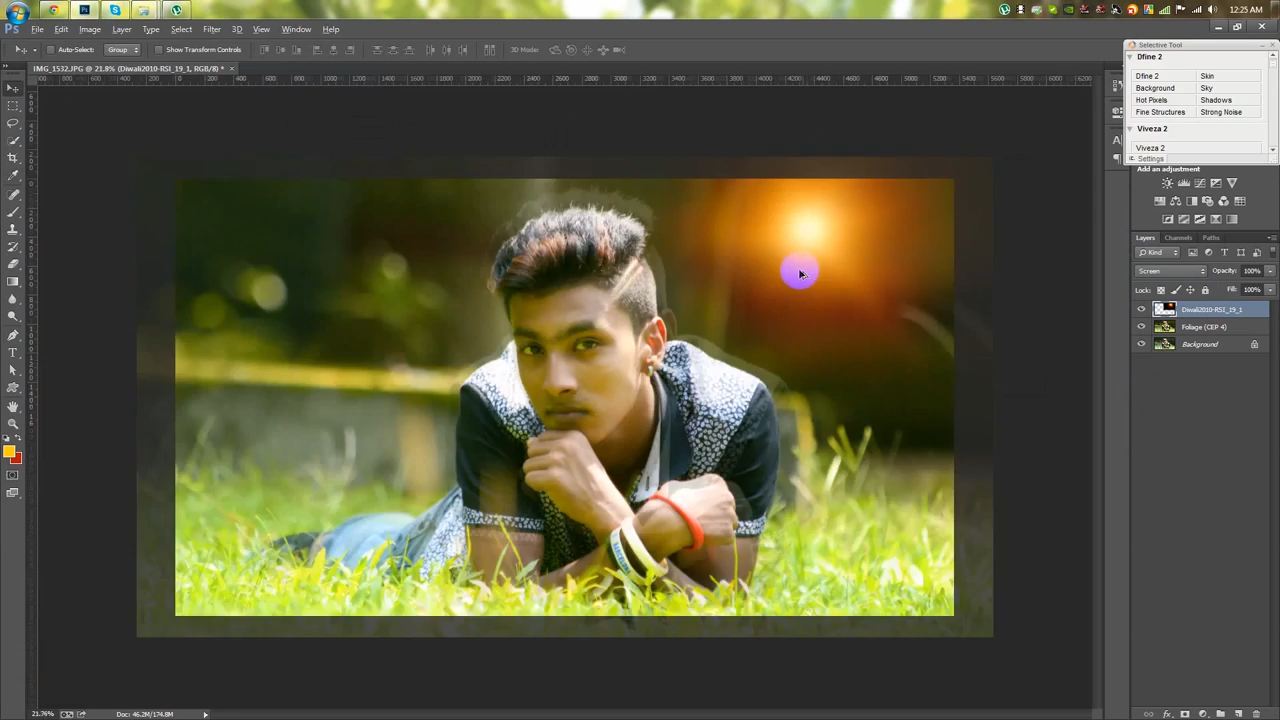 12:25 AM
PS File Edit Image Layer Type Select Filter 3D View Window Help
Auto-Select: Group Show Transform Controls 3D Mode:
Selective Tool
IMG_1532.JPG @ 21.8% (Diwali2010-RSI_19_1, RGB/8) *
Dfine 2
Dfine 2 Skin
Background Sky
Hot Pixels Shadows
Fine Structures Strong Noise
Viveza 2
Viveza 2
Settings
Add an adjustment
Layers Channels Paths
Kind
Screen Opacity: 100%
Lock: Fill: 100%
Diwali2010-RSI_19_1
Foliage (CEP 4)
Background
21.76% Doc: 46.2M/174.8M